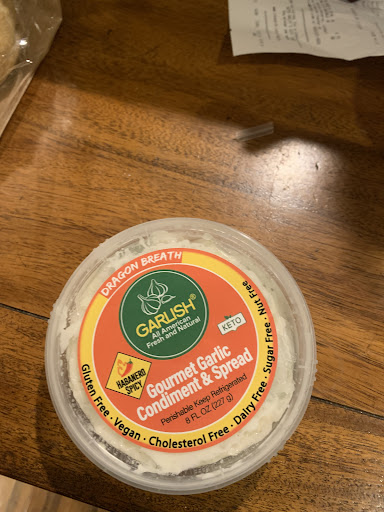 DRAGON BREATH
GARLISH®
All American
Fresh and Natural
KETO
HABANERO
SPICY
Gourmet Garlic
Condiment & Spread
Perishable Keep Refrigerated
8 FL OZ (227 g)
Gluten Free · Vegan · Cholesterol Free · Dairy Free · Sugar Free · Nut Free